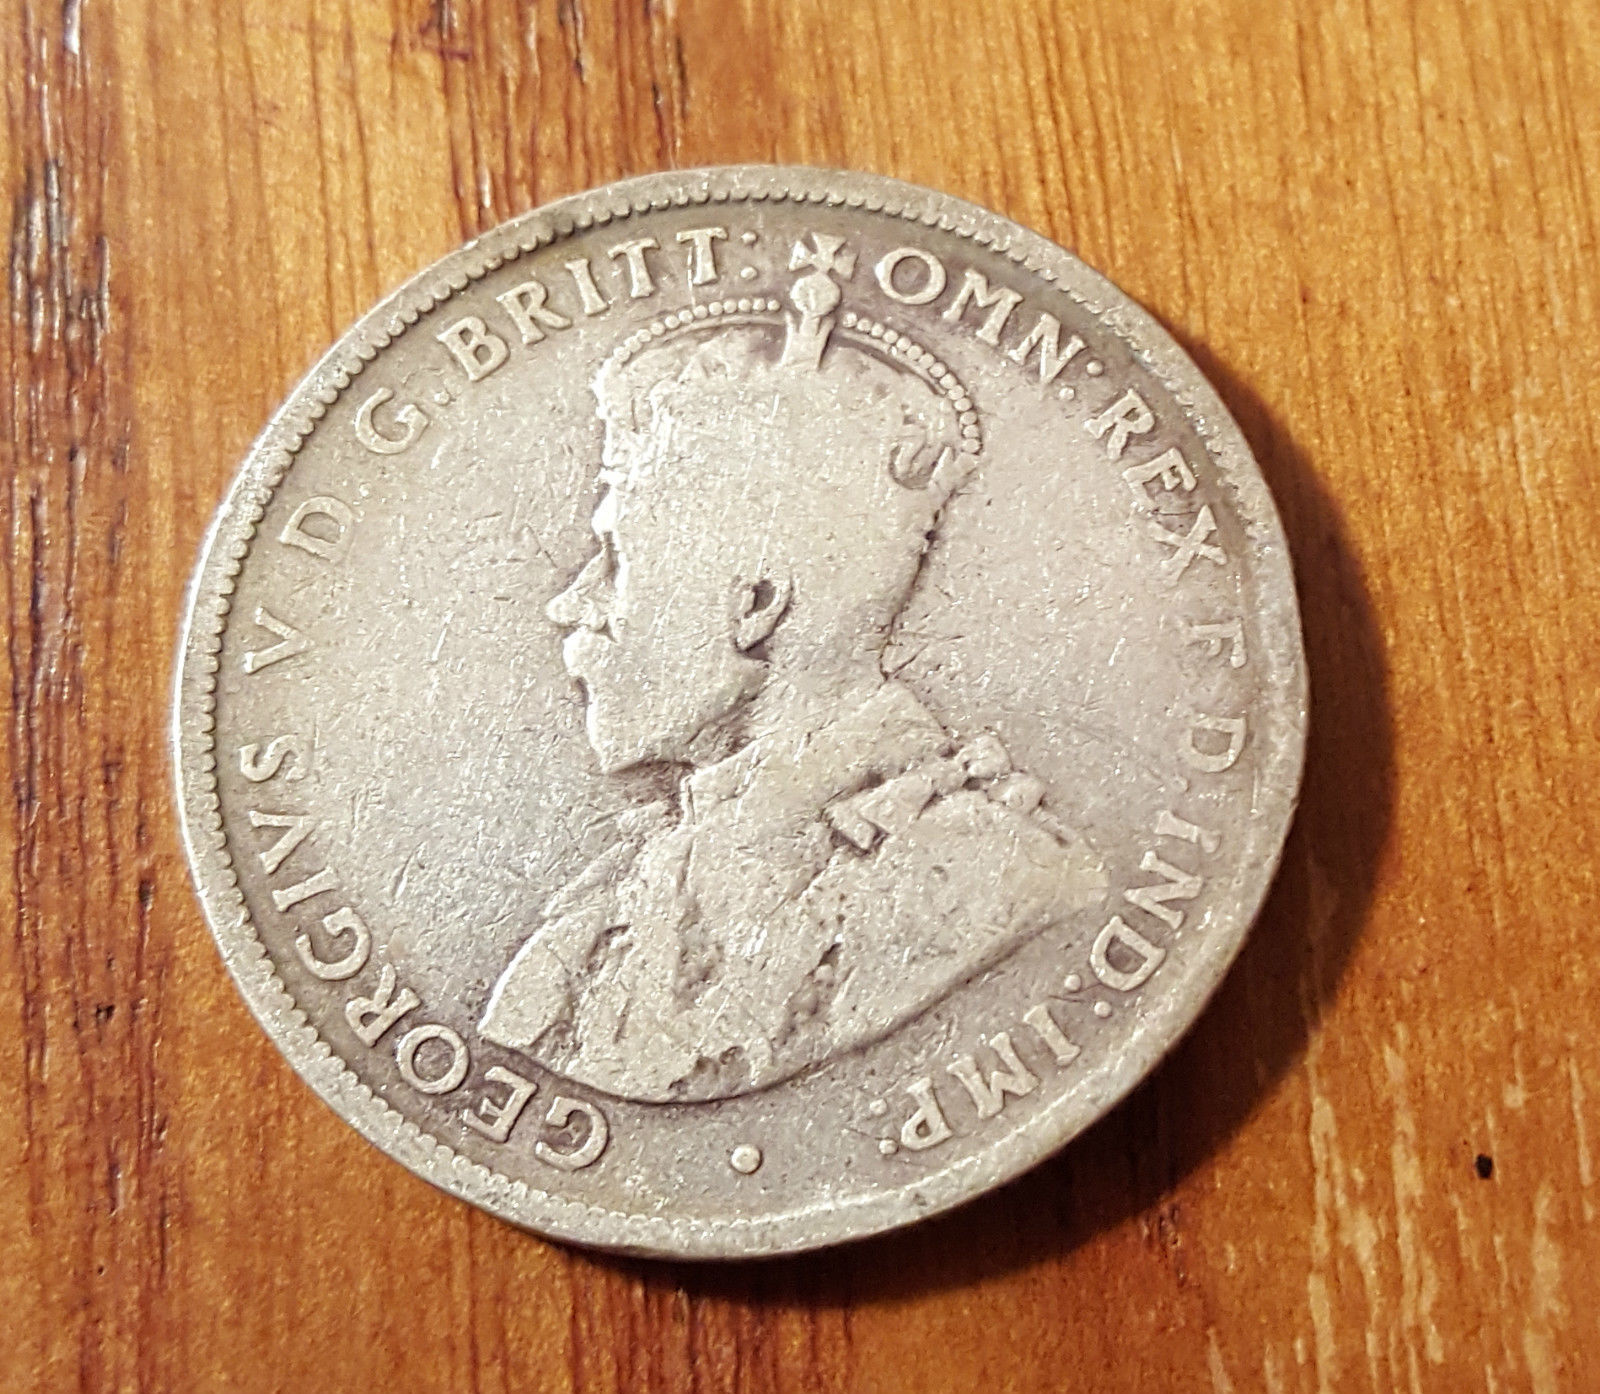 GEORGIVS V D. G. BRITT: OMN: REX F. D. IND: IMP: